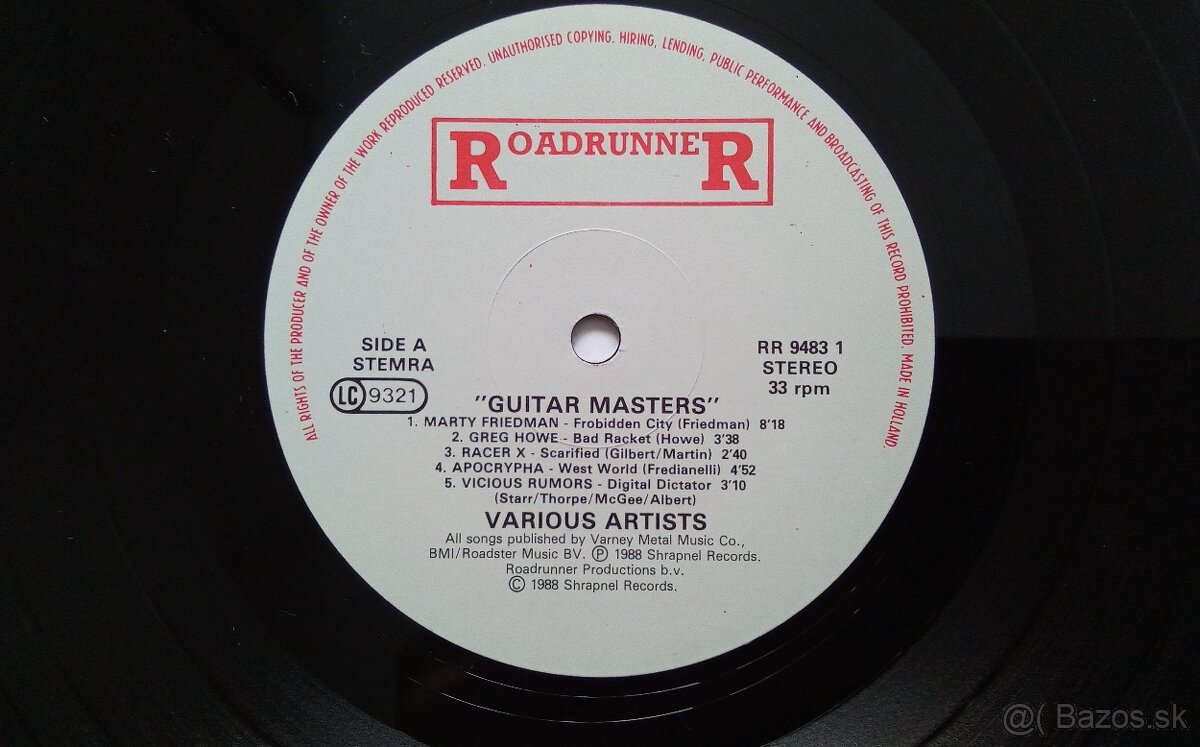 ALL RIGHTS OF THE PRODUCER AND OF THE OWNER OF THE WORK REPRODUCED RESERVED. UNAUTHORISED COPYING, HIRING, LENDING, PUBLIC PERFORMANCE AND BROADCASTING OF THIS RECORD PROHIBITED. MADE IN HOLLAND.
ROADRUNNER
SIDE A
STEMRA
LC 9321
RR 9483 1
STEREO
33 rpm
"GUITAR MASTERS"
1. MARTY FRIEDMAN - Frobidden City (Friedman) 8'18
2. GREG HOWE - Bad Racket (Howe) 3'38
3. RACER X - Scarified (Gilbert/Martin) 2'40
4. APOCRYPHA - West World (Fredianelli) 4'52
5. VICIOUS RUMORS - Digital Dictator 3'10
(Starr/Thorpe/McGee/Albert)
VARIOUS ARTISTS
All songs published by Varney Metal Music Co.,
BMI/Roadster Music BV. Ⓟ 1988 Shrapnel Records.
Roadrunner Productions b.v.
© 1988 Shrapnel Records.
@( Bazos.sk